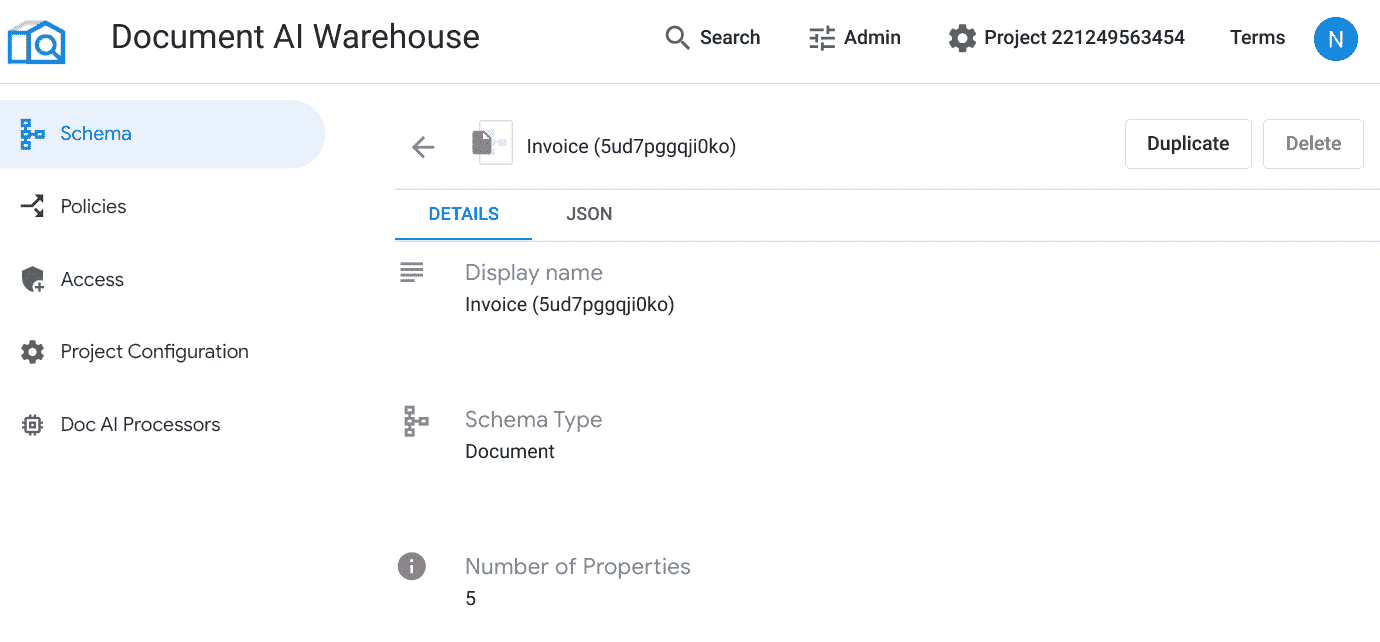 Document AI Warehouse
Search
Admin
Project 221249563454
Terms
N
Schema
Policies
Access
Project Configuration
Doc AI Processors
Invoice (5ud7pggqji0ko)
Duplicate
Delete
DETAILS
JSON
Display name
Invoice (5ud7pggqji0ko)
Schema Type
Document
Number of Properties
5